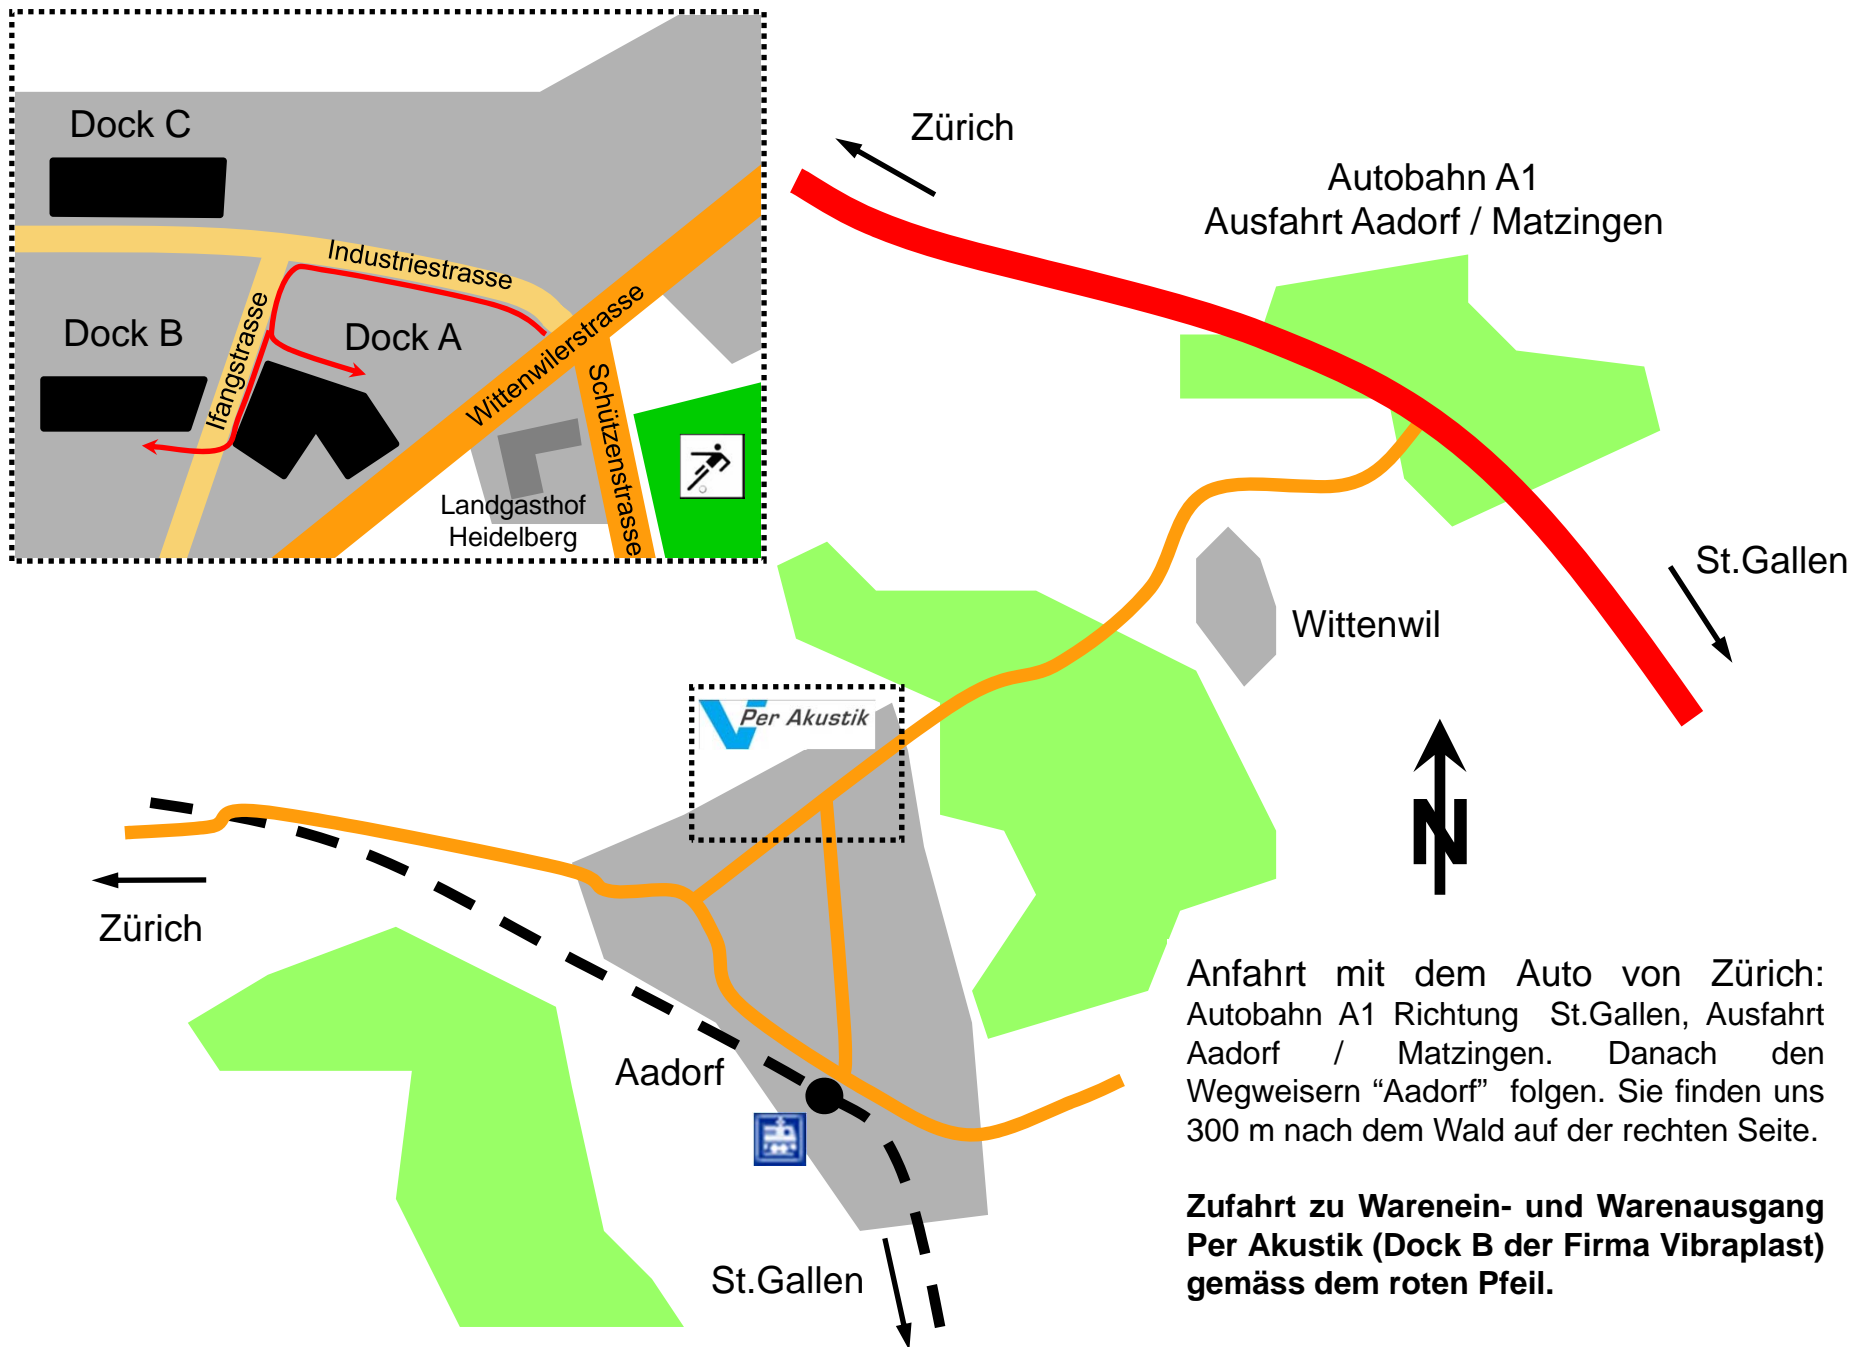 Dock C
Industriestrasse
Dock B
Ifangstrasse
Dock A
Wittenwilerstrasse
Schützenstrasse
Landgasthof
Heidelberg
Zürich
Autobahn A1
Ausfahrt Aadorf / Matzingen
St.Gallen
Wittenwil
Per Akustik
N
Zürich
Aadorf
St.Gallen
Anfahrt mit dem Auto von Zürich:
Autobahn A1 Richtung St.Gallen, Ausfahrt
Aadorf / Matzingen. Danach den
Wegweisern “Aadorf” folgen. Sie finden uns
300 m nach dem Wald auf der rechten Seite.
Zufahrt zu Warenein- und Warenausgang
Per Akustik (Dock B der Firma Vibraplast)
gemäss dem roten Pfeil.